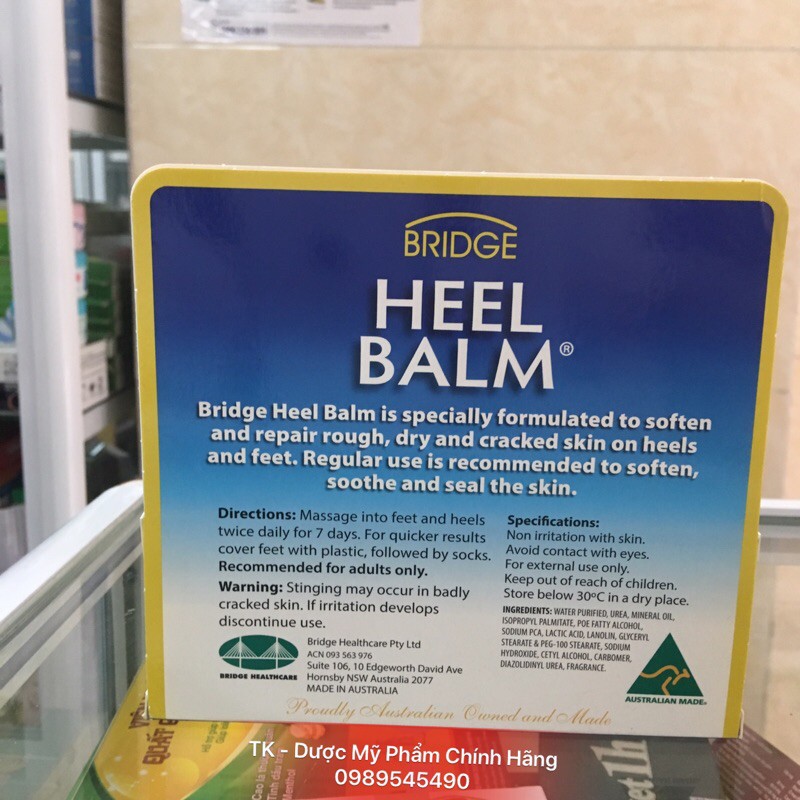 BRIDGE
HEEL
BALM®
Bridge Heel Balm is specially formulated to soften
and repair rough, dry and cracked skin on heels
and feet. Regular use is recommended to soften,
soothe and seal the skin.
Directions: Massage into feet and heels
twice daily for 7 days. For quicker results
cover feet with plastic, followed by socks.
Recommended for adults only.
Warning: Stinging may occur in badly
cracked skin. If irritation develops
discontinue use.
BRIDGE HEALTHCARE
Bridge Healthcare Pty Ltd
ACN 093 563 976
Suite 106, 10 Edgeworth David Ave
Hornsby NSW Australia 2077
MADE IN AUSTRALIA
Specifications:
Non irritation with skin.
Avoid contact with eyes.
For external use only.
Keep out of reach of children.
Store below 30ºC in a dry place.
INGREDIENTS: WATER PURIFIED, UREA, MINERAL OIL,
ISOPROPYL PALMITATE, POE FATTY ALCOHOL,
SODIUM PCA, LACTIC ACID, LANOLIN, GLYCERYL
STEARATE & PEG-100 STEARATE, SODIUM
HYDROXIDE, CETYL ALCOHOL, CARBOMER,
DIAZOLIDINYL UREA, FRAGRANCE.
AUSTRALIAN MADE
Proudly Australian Owned and Made
TK - Dược Mỹ Phẩm Chính Hãng
0989545490